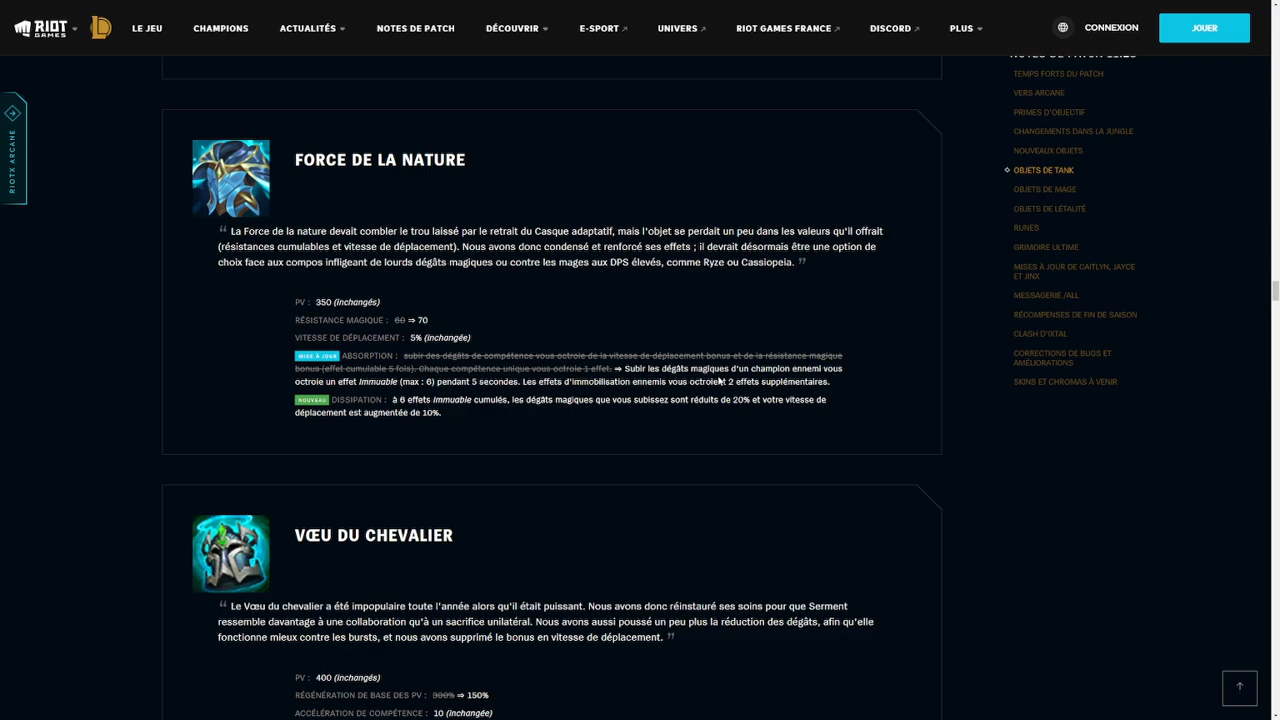 RIOT GAMES
LE JEU CHAMPIONS ACTUALITÉS NOTES DE PATCH DÉCOUVRIR E-SPORT UNIVERS RIOT GAMES FRANCE DISCORD PLUS CONNEXION JOUER
RIOTX ARCANE
FORCE DE LA NATURE
“ La Force de la nature devait combler le trou laissé par le retrait du Casque adaptatif, mais l'objet se perdait un peu dans les valeurs qu'il offrait
(résistances cumulables et vitesse de déplacement). Nous avons donc condensé et renforcé ses effets ; il devrait désormais être une option de
choix face aux compos infligeant de lourds dégâts magiques ou contre les mages aux DPS élevés, comme Ryze ou Cassiopeia. ”
PV : 350 (inchangés)
RÉSISTANCE MAGIQUE : 60 ⇒ 70
VITESSE DE DÉPLACEMENT : 5% (inchangée)
MISE À JOUR ABSORPTION : subir des dégâts de compétence vous octroie de la vitesse de déplacement bonus et de la résistance magique
bonus (effet cumulable 5 fois). Chaque compétence unique vous octroie 1 effet. ⇒ Subir les dégâts magiques d'un champion ennemi vous
octroie un effet Immuable (max : 6) pendant 5 secondes. Les effets d'immobilisation ennemis vous octroient 2 effets supplémentaires.
NOUVEAU DISSIPATION : à 6 effets Immuable cumulés, les dégâts magiques que vous subissez sont réduits de 20% et votre vitesse de
déplacement est augmentée de 10%.
VŒU DU CHEVALIER
“ Le Vœu du chevalier a été impopulaire toute l'année alors qu'il était puissant. Nous avons donc réinstauré ses soins pour que Serment
ressemble davantage à une collaboration qu'à un sacrifice unilatéral. Nous avons aussi poussé un peu plus la réduction des dégâts, afin qu'elle
fonctionne mieux contre les bursts, et nous avons supprimé le bonus en vitesse de déplacement. ”
PV : 400 (inchangés)
RÉGÉNÉRATION DE BASE DES PV : 300% ⇒ 150%
ACCÉLÉRATION DE COMPÉTENCE : 10 (inchangée)
TEMPS FORTS DU PATCH
VERS ARCANE
PRIMES D'OBJECTIF
CHANGEMENTS DANS LA JUNGLE
NOUVEAUX OBJETS
OBJETS DE TANK
OBJETS DE MAGE
OBJETS DE LÉTALITÉ
RUNES
GRIMOIRE ULTIME
MISES À JOUR DE CAITLYN, JAYCE
ET JINX
MESSAGERIE /ALL
RÉCOMPENSES DE FIN DE SAISON
CLASH D'IXTAL
CORRECTIONS DE BUGS ET
AMÉLIORATIONS
SKINS ET CHROMAS À VENIR